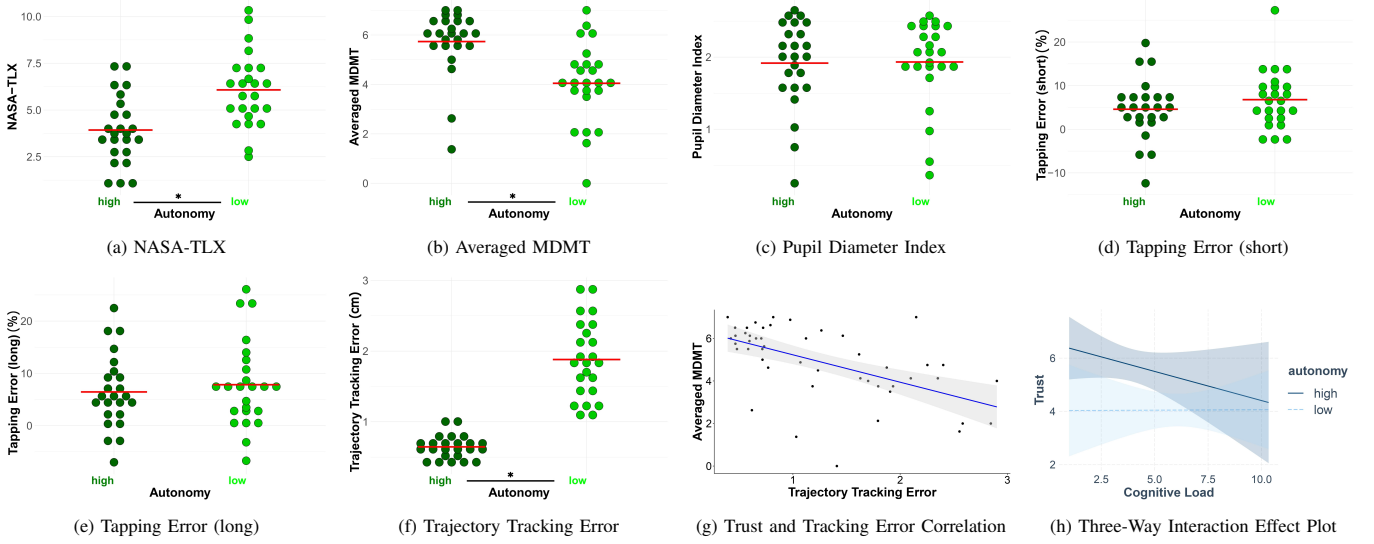 NASA−TLX
10.0
7.5
5.0
2.5
high
*
low
Autonomy
(a) NASA-TLX
Averaged MDMT
6
4
2
0
high
*
low
Autonomy
(b) Averaged MDMT
Pupil Diameter Index
2
1
high
low
Autonomy
(c) Pupil Diameter Index
Tapping Error (short) (%)
20
10
0
−10
high
low
Autonomy
(d) Tapping Error (short)
Tapping Error (long) (%)
20
10
0
high
low
Autonomy
(e) Tapping Error (long)
Trajectory Tracking Error (cm)
3
2
1
high
*
low
Autonomy
(f) Trajectory Tracking Error
Averaged MDMT
6
4
2
0
1
2
3
Trajectory Tracking Error
(g) Trust and Tracking Error Correlation
Trust
6
4
2
2.5
5.0
7.5
10.0
Cognitive Load
autonomy
high
low
(h) Three-Way Interaction Effect Plot